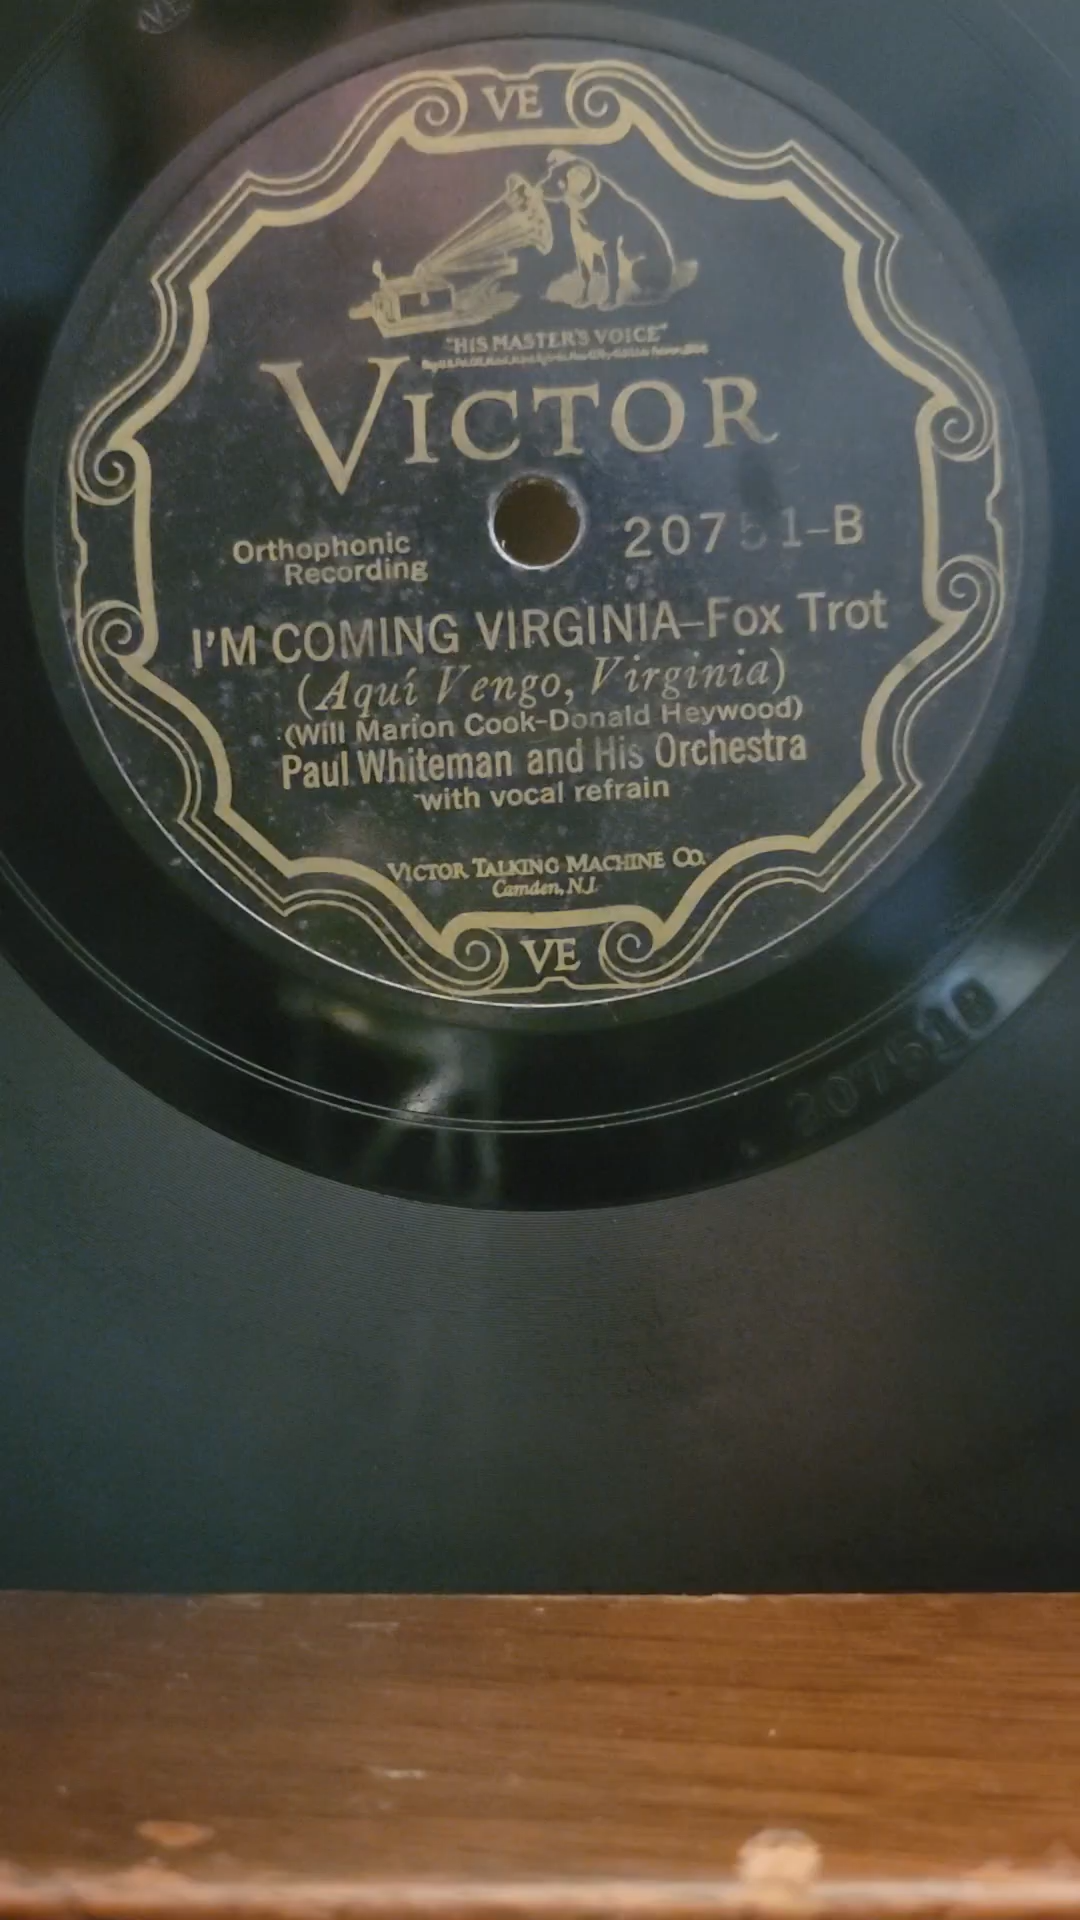 VE
"HIS MASTER'S VOICE"
VICTOR
Orthophonic
Recording
20751-B
I'M COMING VIRGINIA–Fox Trot
(Aquí Vengo, Virginia)
(Will Marion Cook–Donald Heywood)
Paul Whiteman and His Orchestra
with vocal refrain
VICTOR TALKING MACHINE CO.
Camden, N.J.
VE
20751B
VE